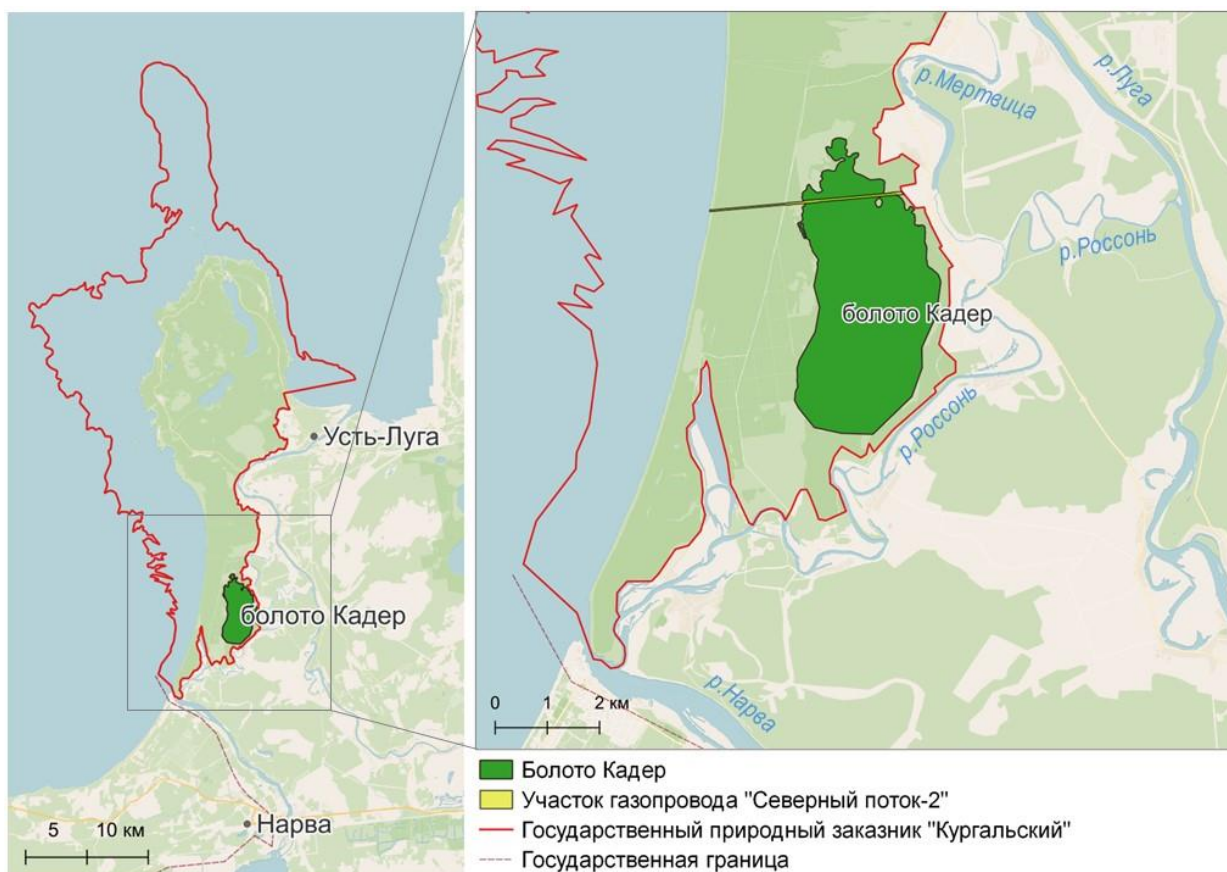 Усть-Луга
болото Кадер
Нарва
5 10 км
р.Мертвица
р.Луга
р.Россонь
болото Кадер
р.Россонь
р.Нарва
0 1 2 км
Болото Кадер
Участок газопровода "Северный поток-2"
Государственный природный заказник "Кургальский"
Государственная граница